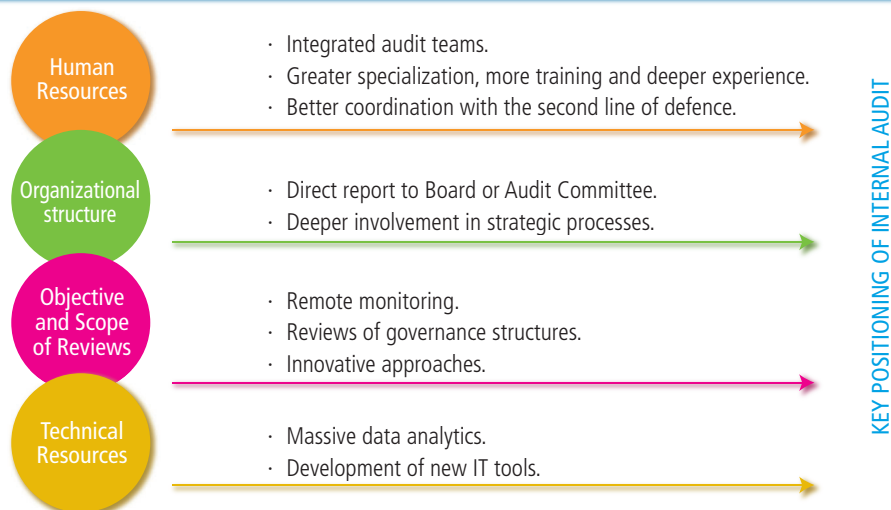 Human
Resources
· Integrated audit teams.
· Greater specialization, more training and deeper experience.
· Better coordination with the second line of defence.
Organizational
structure
· Direct report to Board or Audit Committee.
· Deeper involvement in strategic processes.
Objective
and Scope
of Reviews
· Remote monitoring.
· Reviews of governance structures.
· Innovative approaches.
Technical
Resources
· Massive data analytics.
· Development of new IT tools.
KEY POSITIONING OF INTERNAL AUDIT